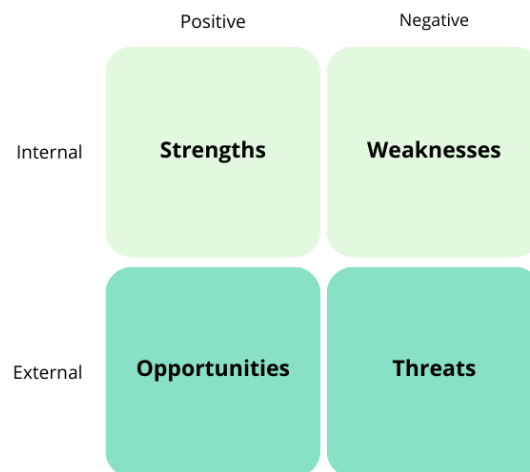 Positive
Negative
Internal
Strengths
Weaknesses
External
Opportunities
Threats